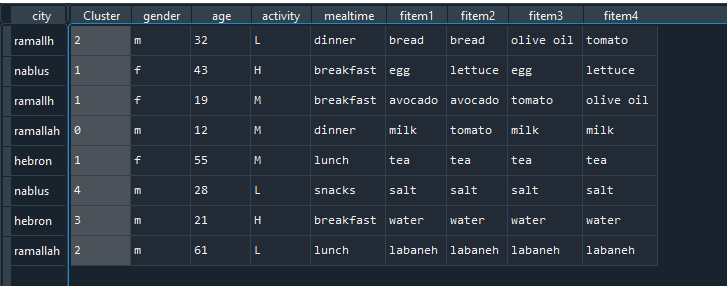 city Cluster gender age activity mealtime fitem1 fitem2 fitem3 fitem4
ramallh 2 m 32 L dinner bread bread olive oil tomato
nablus 1 f 43 H breakfast egg lettuce egg lettuce
ramallh 1 f 19 M breakfast avocado avocado tomato olive oil
ramallah 0 m 12 M dinner milk tomato milk milk
hebron 1 f 55 M lunch tea tea tea tea
nablus 4 m 28 L snacks salt salt salt salt
hebron 3 m 21 H breakfast water water water water
ramallah 2 m 61 L lunch labaneh labaneh labaneh labaneh